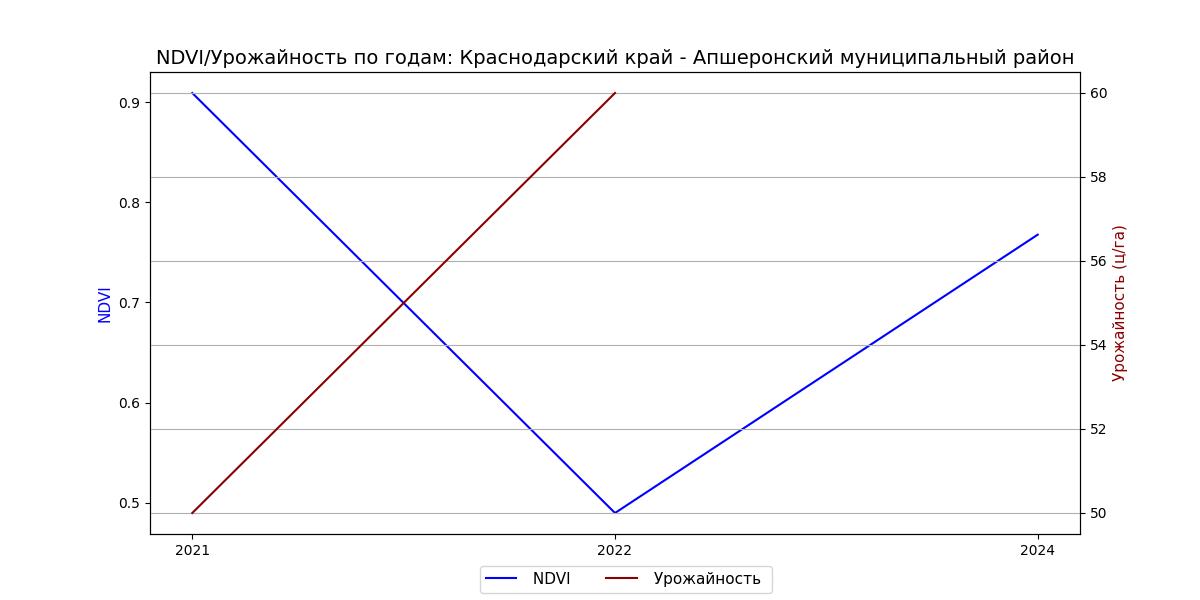 NDVI/Урожайность по годам: Краснодарский край - Апшеронский муниципальный район
0.9
0.8
0.7
0.6
0.5
NDVI
60
58
56
54
52
50
Урожайность (ц/га)
2021 2022 2024
NDVI Урожайность